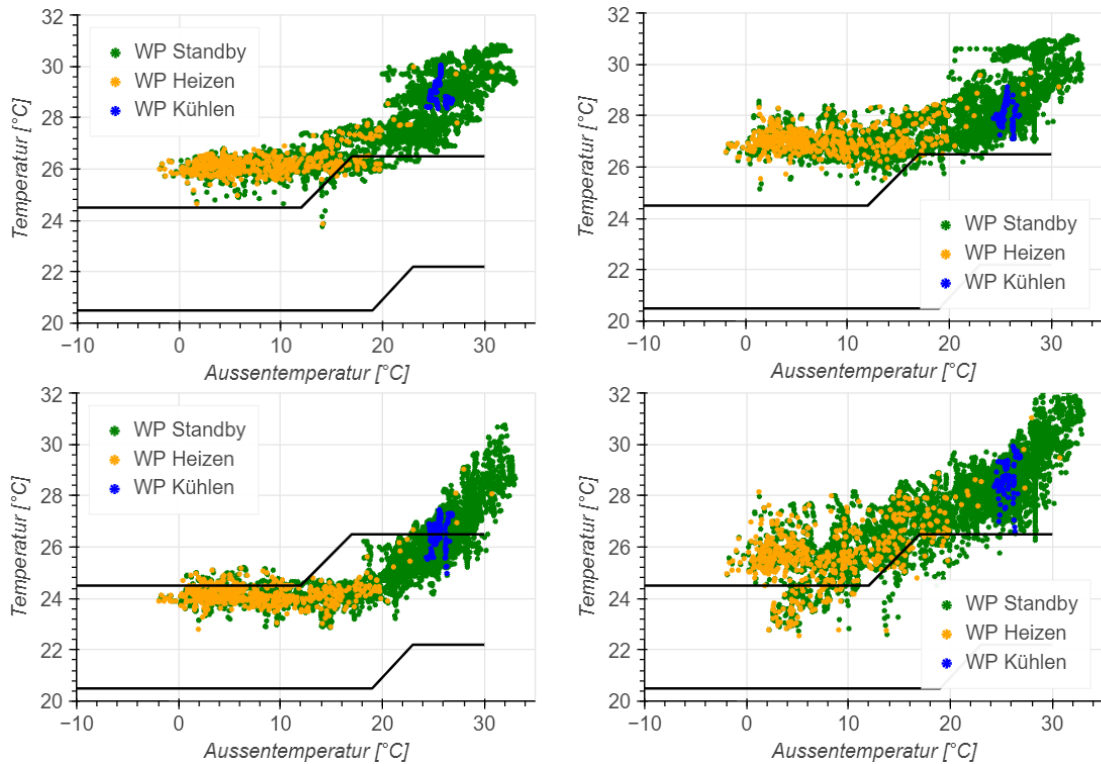 32
30
28
26
24
22
20
Temperatur [°C]
WP Standby
WP Heizen
WP Kühlen
−10 0 10 20 30
Aussentemperatur [°C]
32
30
28
26
24
22
20
Temperatur [°C]
WP Standby
WP Heizen
WP Kühlen
−10 0 10 20 30
Aussentemperatur [°C]
32
30
28
26
24
22
20
Temperatur [°C]
WP Standby
WP Heizen
WP Kühlen
−10 0 10 20 30
Aussentemperatur [°C]
32
30
28
26
24
22
20
Temperatur [°C]
WP Standby
WP Heizen
WP Kühlen
−10 0 10 20 30
Aussentemperatur [°C]